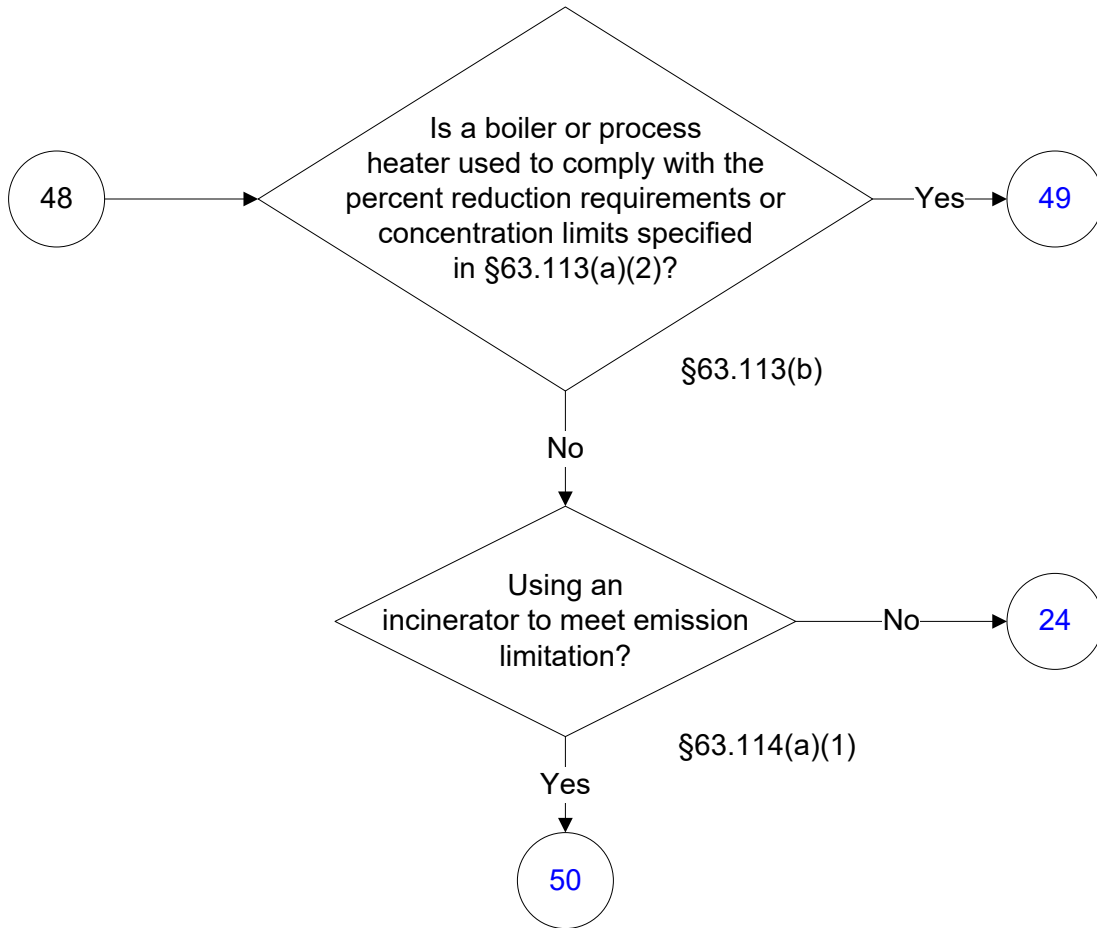 Is a boiler or process
heater used to comply with the
percent reduction requirements or
concentration limits specified
in §63.113(a)(2)?
48
Yes
49
§63.113(b)
No
Using an
incinerator to meet emission
limitation?
No
24
§63.114(a)(1)
Yes
50